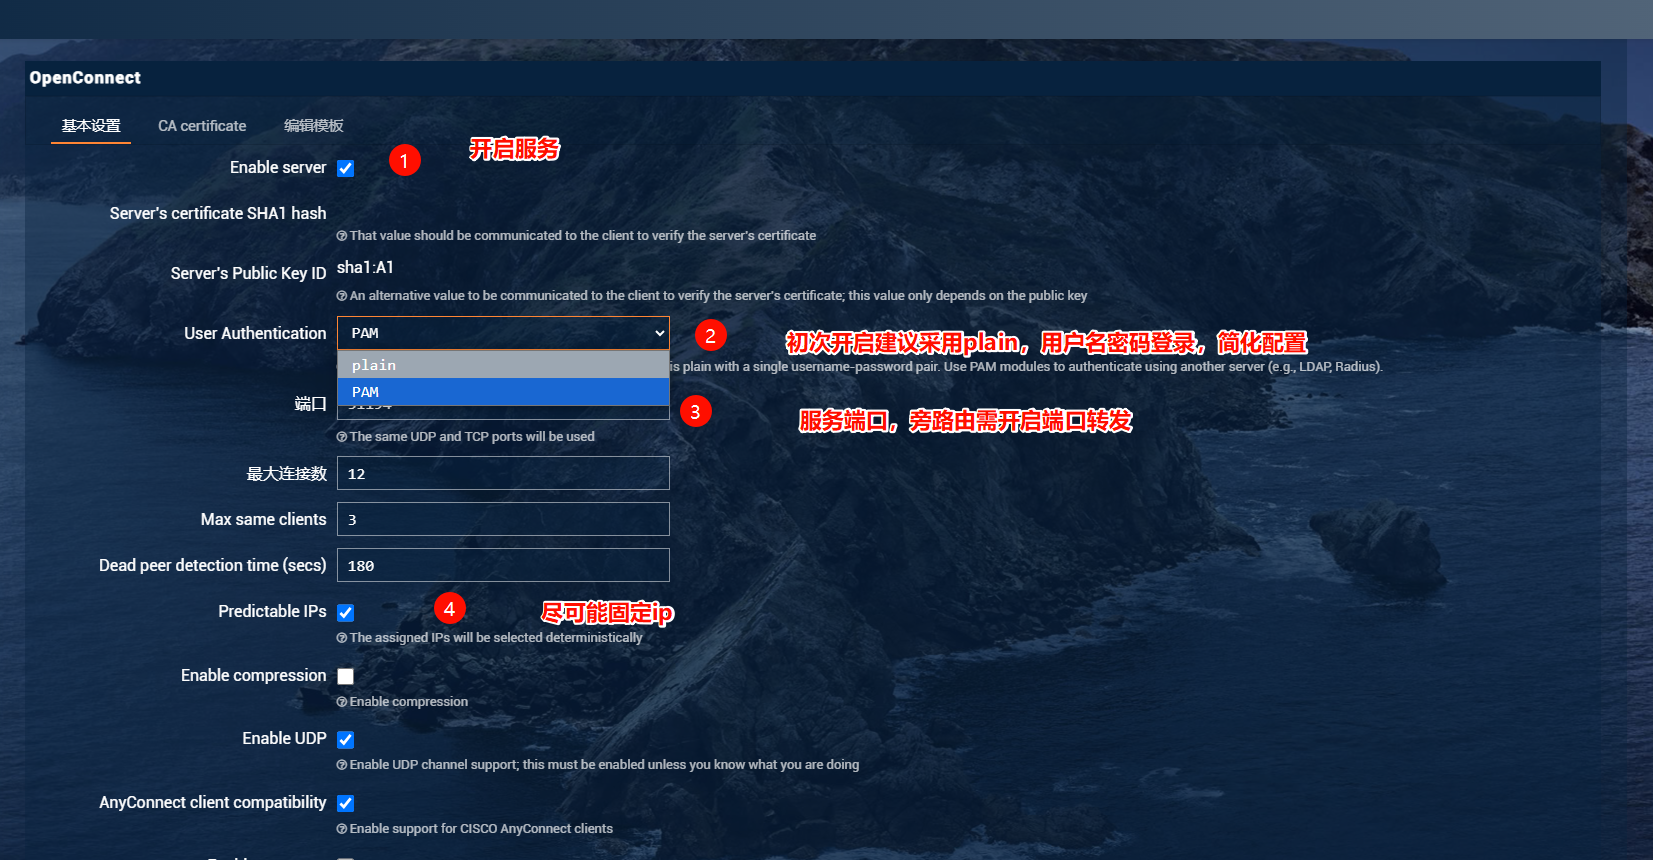 OpenConnect
基本设置 CA certificate 编辑模板
Enable server 1 开启服务
Server's certificate SHA1 hash
That value should be communicated to the client to verify the server's certificate
Server's Public Key ID sha1:A1
An alternative value to be communicated to the client to verify the server's certificate; this value only depends on the public key
User Authentication PAM 2 初次开启建议采用plain，用户名密码登录，简化配置
plain
is plain with a single username-password pair. Use PAM modules to authenticate using another server (e.g., LDAP, Radius).
PAM
端口 3 服务端口，旁路由需开启端口转发
The same UDP and TCP ports will be used
最大连接数 12
Max same clients 3
Dead peer detection time (secs) 180
Predictable IPs 4 尽可能固定ip
The assigned IPs will be selected deterministically
Enable compression
Enable compression
Enable UDP
Enable UDP channel support; this must be enabled unless you know what you are doing
AnyConnect client compatibility
Enable support for CISCO AnyConnect clients